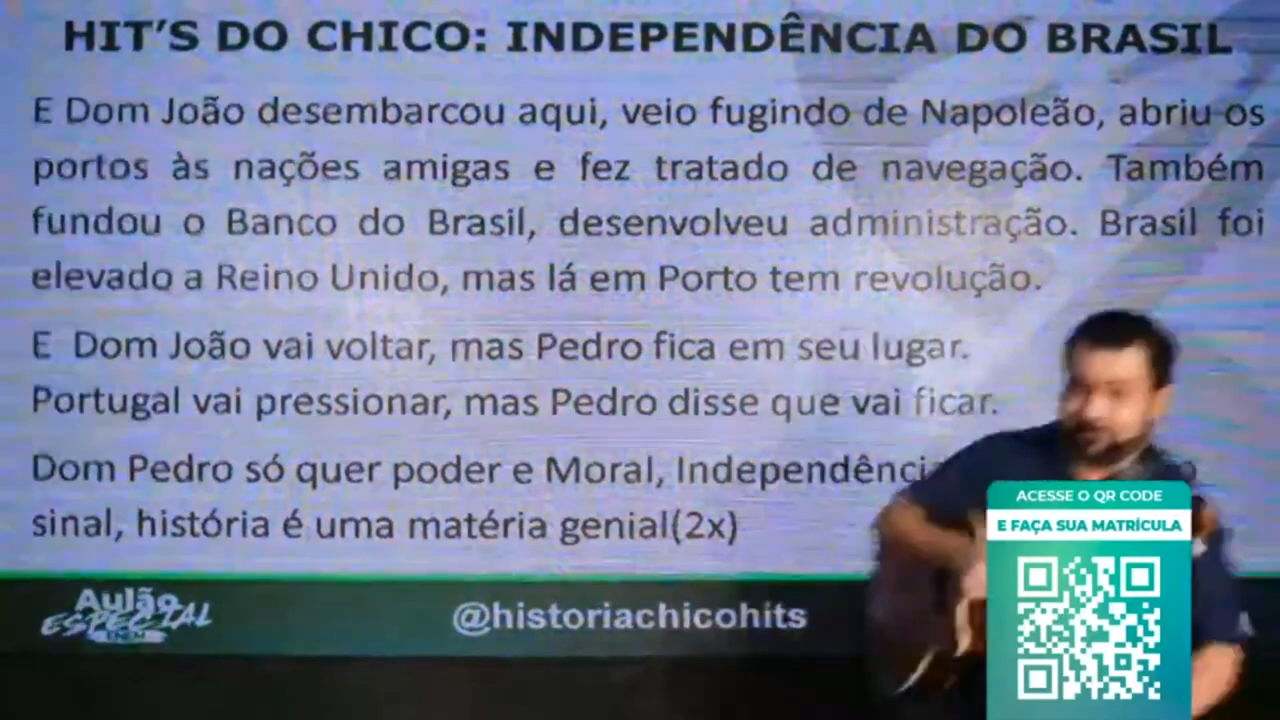 HIT'S DO CHICO: INDEPENDÊNCIA DO BRASIL
E Dom João desembarcou aqui, veio fugindo de Napoleão, abriu os
portos às nações amigas e fez tratado de navegação. Também
fundou o Banco do Brasil, desenvolveu administração. Brasil foi
elevado a Reino Unido, mas lá em Porto tem revolução.
E Dom João vai voltar, mas Pedro fica em seu lugar.
Portugal vai pressionar, mas Pedro disse que vai ficar.
Dom Pedro só quer poder e Moral,
sinal, história é uma matéria genial(2x)
ACESSE O QR CODE
E FAÇA SUA MATRÍCULA
Aulão
ESPECIAL
ENEM
@historiachicohits